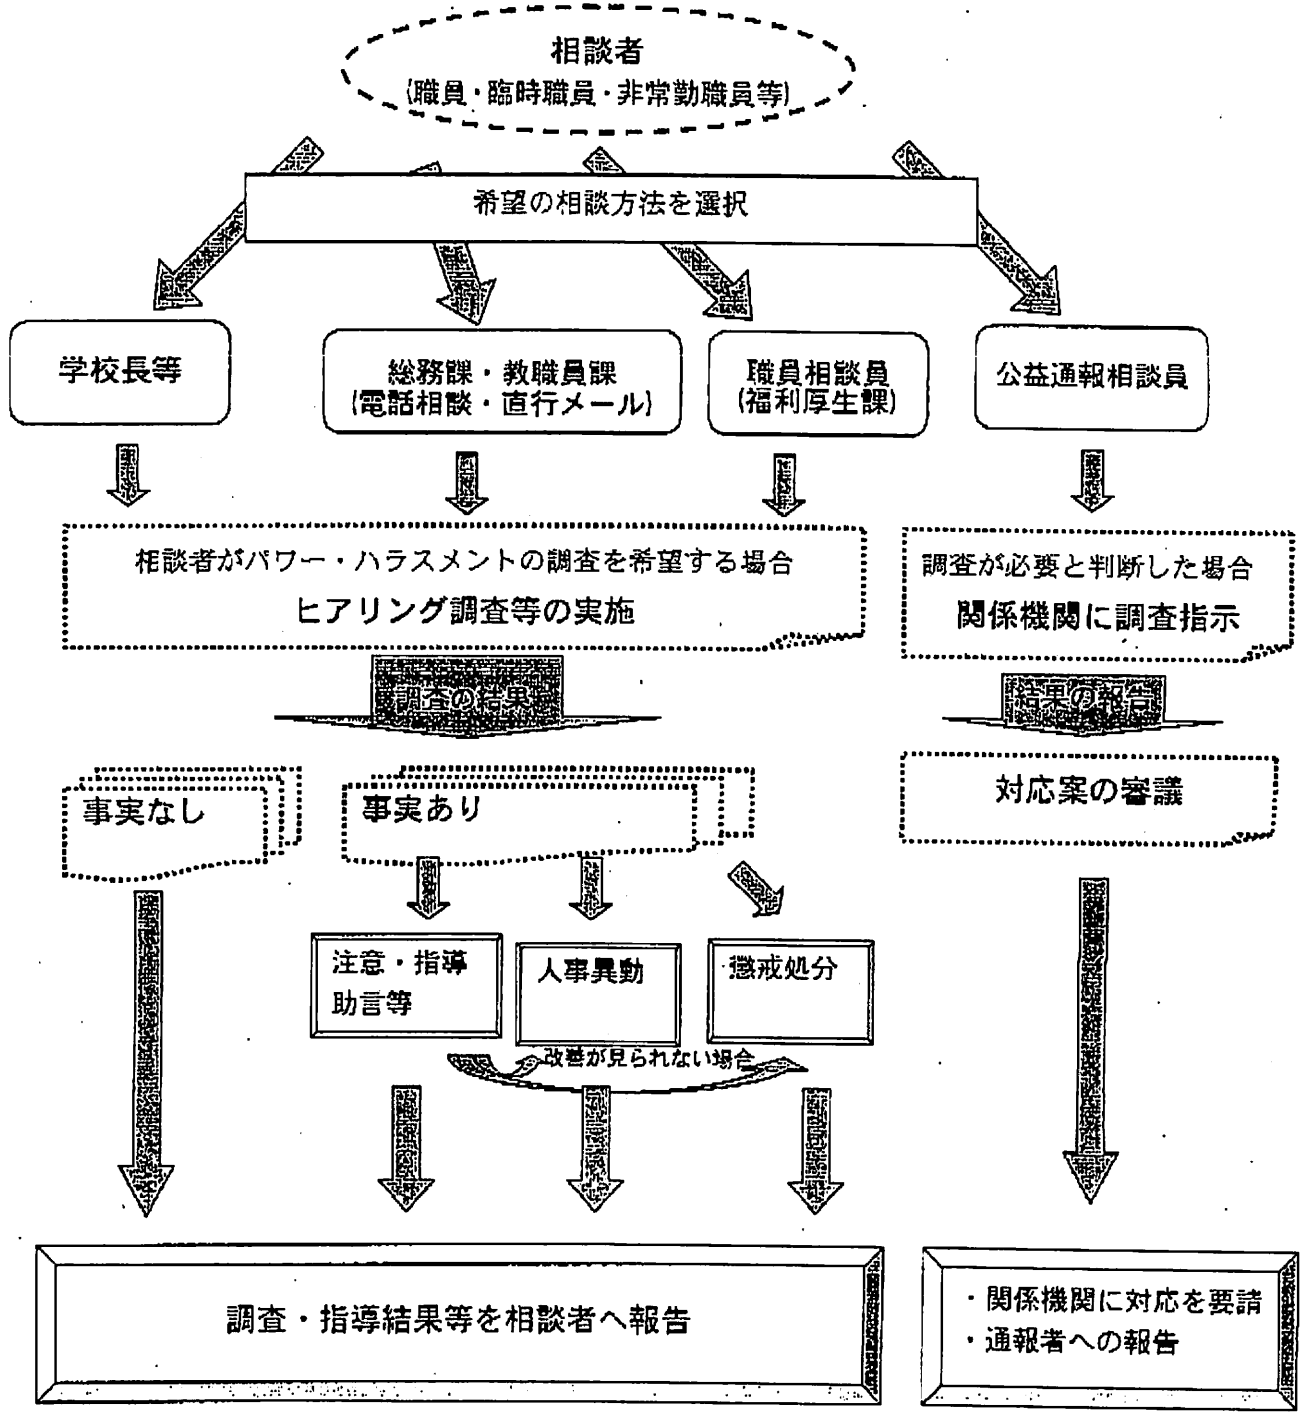 相談者
(職員・臨時職員・非常勤職員等)
希望の相談方法を選択
学校長等
総務課・教職員課
(電話相談・直行メール)
職員相談員
(福利厚生課)
公益通報相談員
相談者がパワー・ハラスメントの調査を希望する場合
ヒアリング調査等の実施
調査が必要と判断した場合
関係機関に調査指示
調査の結果
結果の報告
事実なし
事実あり
対応案の審議
注意・指導
助言等
人事異動
懲戒処分
改善が見られない場合
調査・指導結果等を相談者へ報告
・関係機関に対応を要請
・通報者への報告